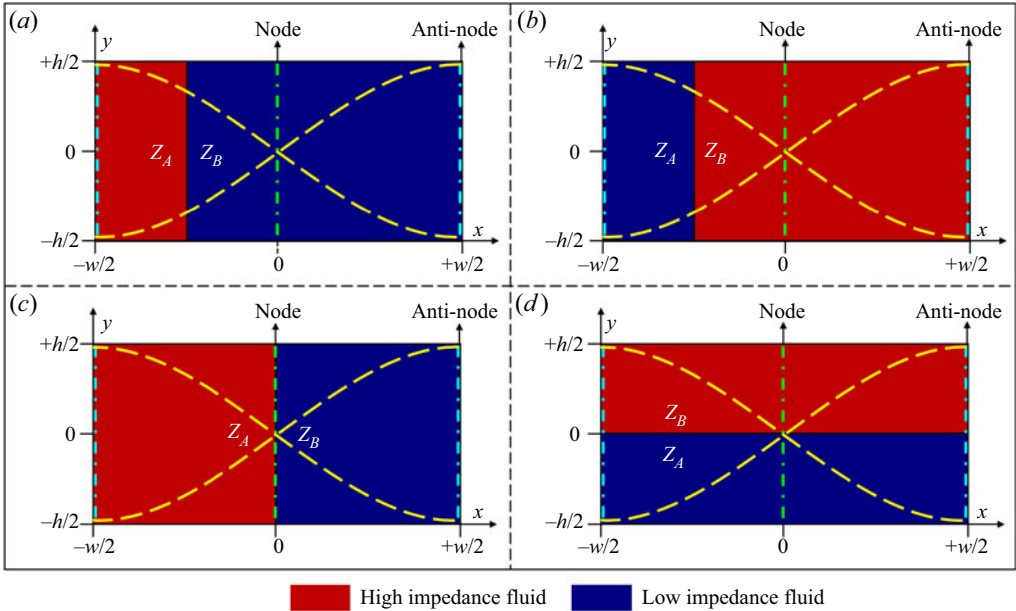 (a)
Node
Anti-node
y
+h/2
0
–h/2
Z_A
Z_B
x
–w/2
0
+w/2
(b)
Node
Anti-node
y
+h/2
0
–h/2
Z_A
Z_B
x
–w/2
0
+w/2
(c)
Node
Anti-node
y
+h/2
0
–h/2
Z_A
Z_B
x
–w/2
0
+w/2
(d)
Node
Anti-node
y
+h/2
0
–h/2
Z_B
Z_A
x
–w/2
0
+w/2
High impedance fluid
Low impedance fluid